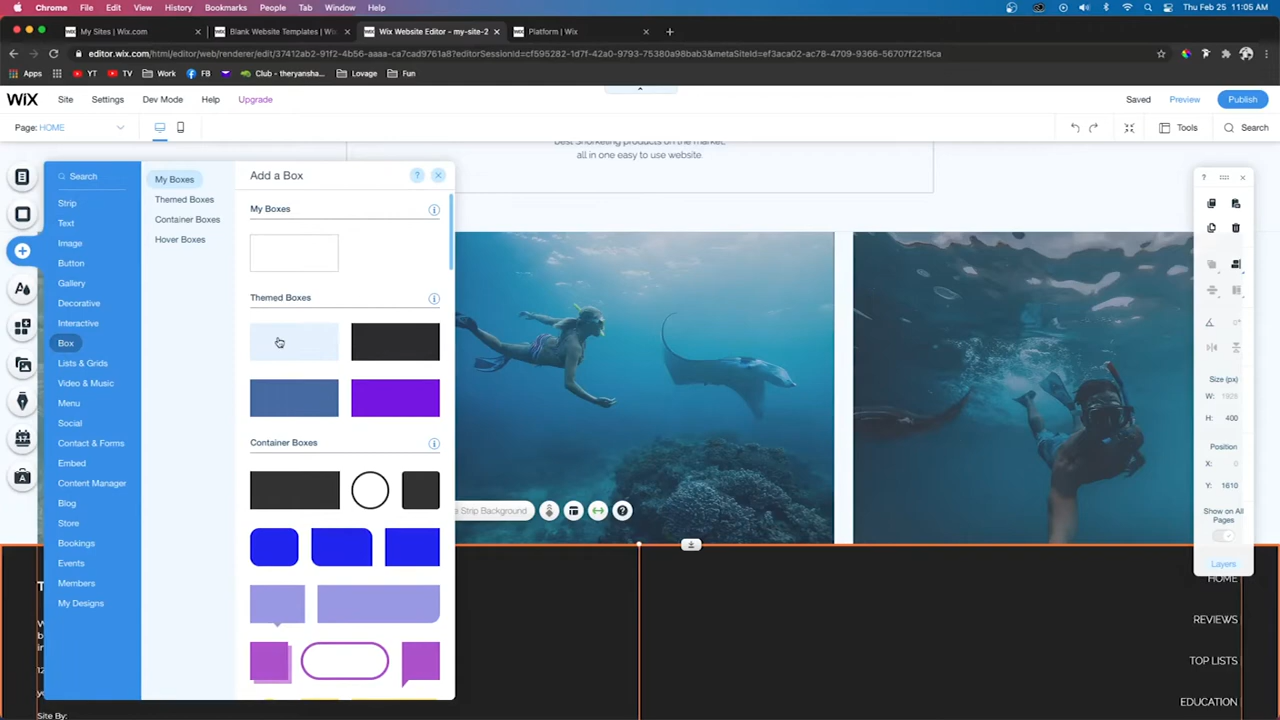 Chrome File Edit View History Bookmarks People Tab Window Help Thu Feb 25 11:05 AM
My Sites | Wix.com Blank Website Templates | Wix Wix Website Editor - my-site-2 Platform | Wix
editor.wix.com/html/editor/web/renderer/edit/37412ab2-91f2-4b56-aaaa-ca7cd9761a8?editorSessionId=cf595282-1d7f-42a9-9793-75380a98bab3&metaSiteId=ef3aca02-ac78-4709-9366-56767f2015ca
Apps YT TV Work FB Club - theryansha... Lovage Fun
WiX Site Settings Dev Mode Help Upgrade Saved Preview Publish
Page: HOME Tools Search
Best Snorkeling products on the market,
all in one easy to use website.
Search
Strip
Text
Image
Button
Gallery
Decorative
Interactive
Box
Lists & Grids
Video & Music
Menu
Social
Contact & Forms
Embed
Content Manager
Blog
Store
Bookings
Events
Members
My Designs
My Boxes
Themed Boxes
Container Boxes
Hover Boxes
Add a Box
My Boxes
Themed Boxes
Container Boxes
Strip Background
Size (px)
W: 1928
H: 400
Position
X: 0
Y: 1610
Show on All
Pages
Layers
HOME
REVIEWS
TOP LISTS
EDUCATION
Site By: